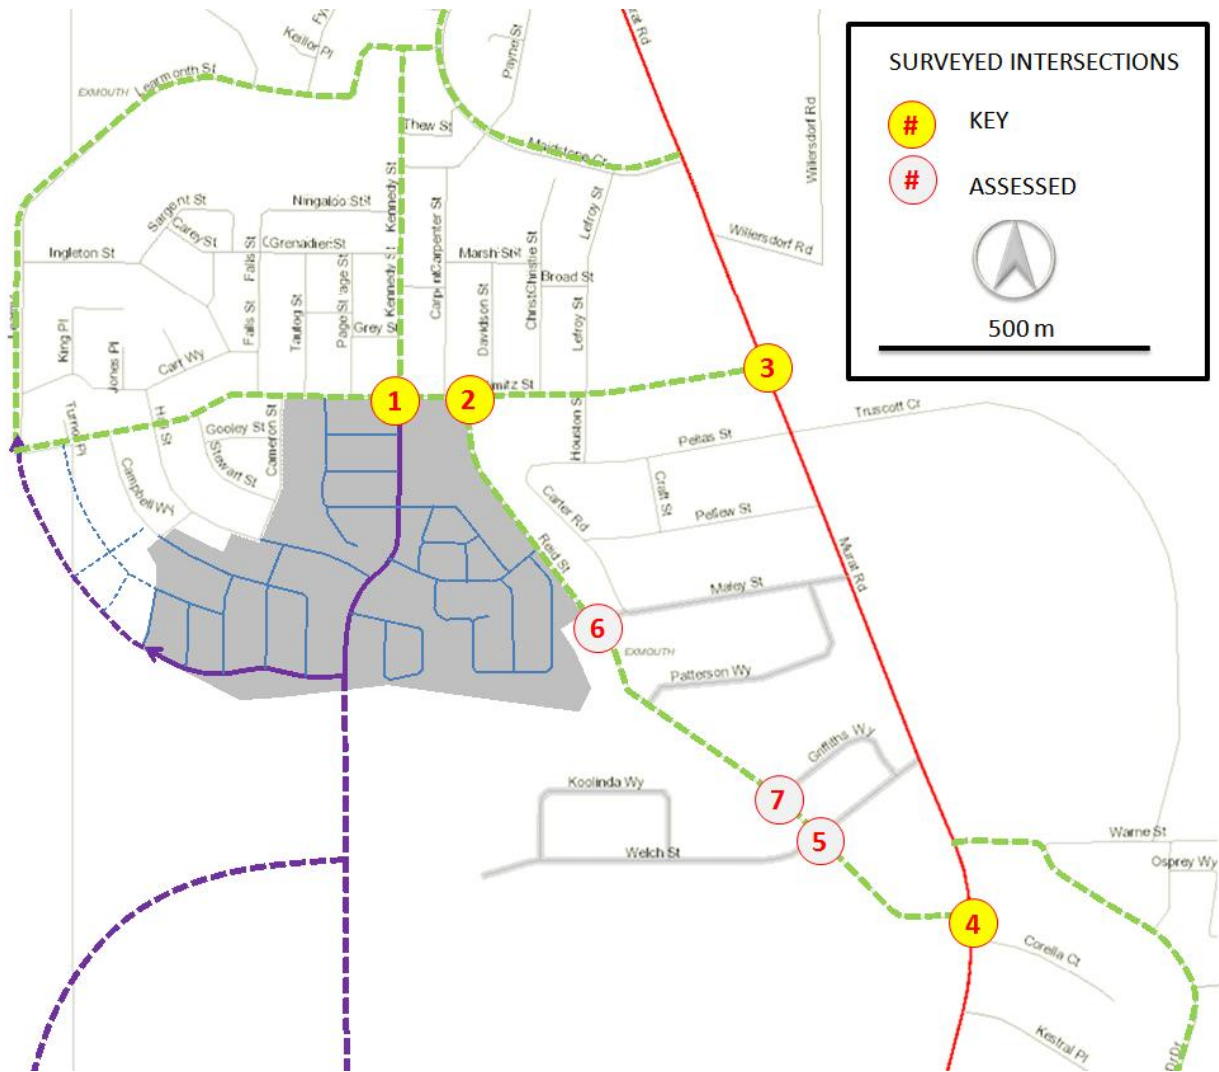 SURVEYED INTERSECTIONS
# KEY
# ASSESSED
500 m
Keillor Pl
Payne St
Murat Rd
Willersdorf Rd
EXMOUTH
Learmonth St
Thew St
Maidstone Cr
Kennedy St
Ningaloo St
Sargent St
Carey St
Grenadier St
Ingleton St
Falls St
Carpenter St
Marshi St
Christie St
Lefroy St
Broad St
Willersdorf Rd
Kennedy St
Page St
Grey St
Tautog St
Falls St
Davidson St
Lefroy St
King Pl
Jones Pl
Carr Wy
1
2
3
Truscott Cr
Gooley St
Stewart St
Cameron St
Campbell Wy
Houston S
Pellas St
Craft St
Pellew St
Carter Rd
Reid St
Murat Rd
Maley St
6
EXMOUTH
Patterson Wy
Griffiths Wy
Koolinda Wy
7
5
Welch St
Warne St
Osprey Wy
4
Corella Ct
Kestral Pl